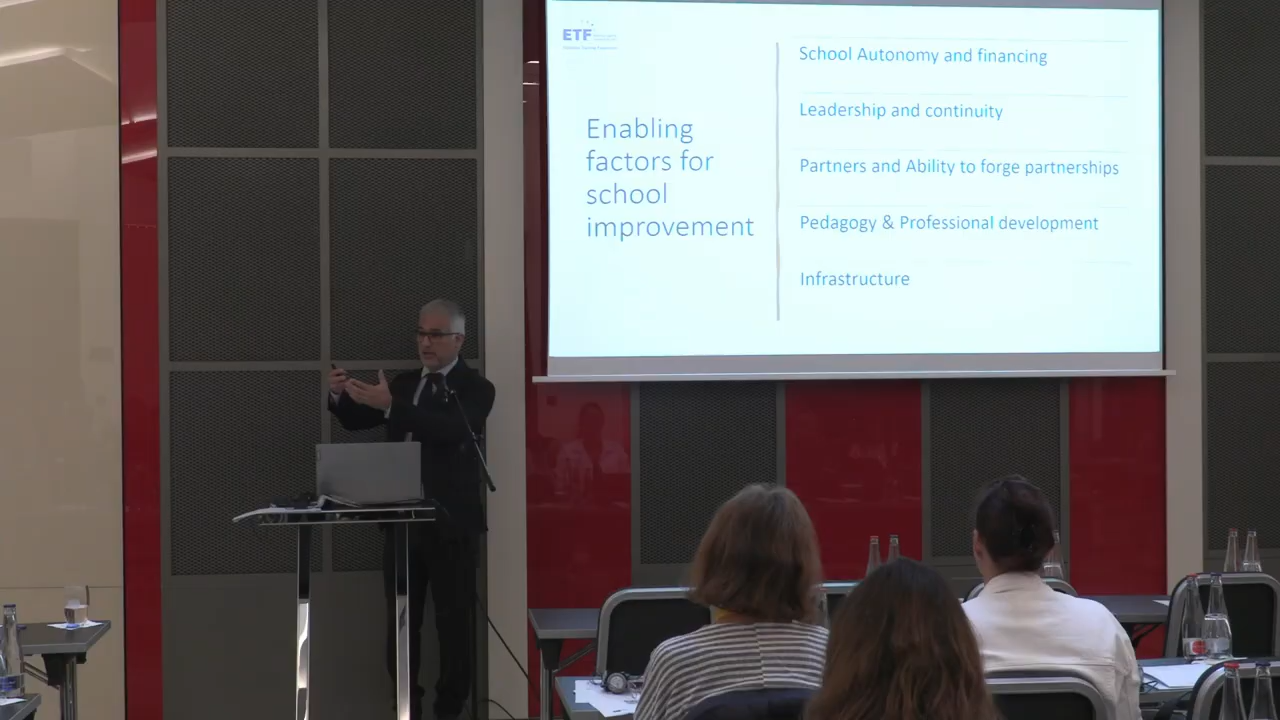 ETF
Enabling
factors for
school
improvement
School Autonomy and financing
Leadership and continuity
Partners and Ability to forge partnerships
Pedagogy & Professional development
Infrastructure